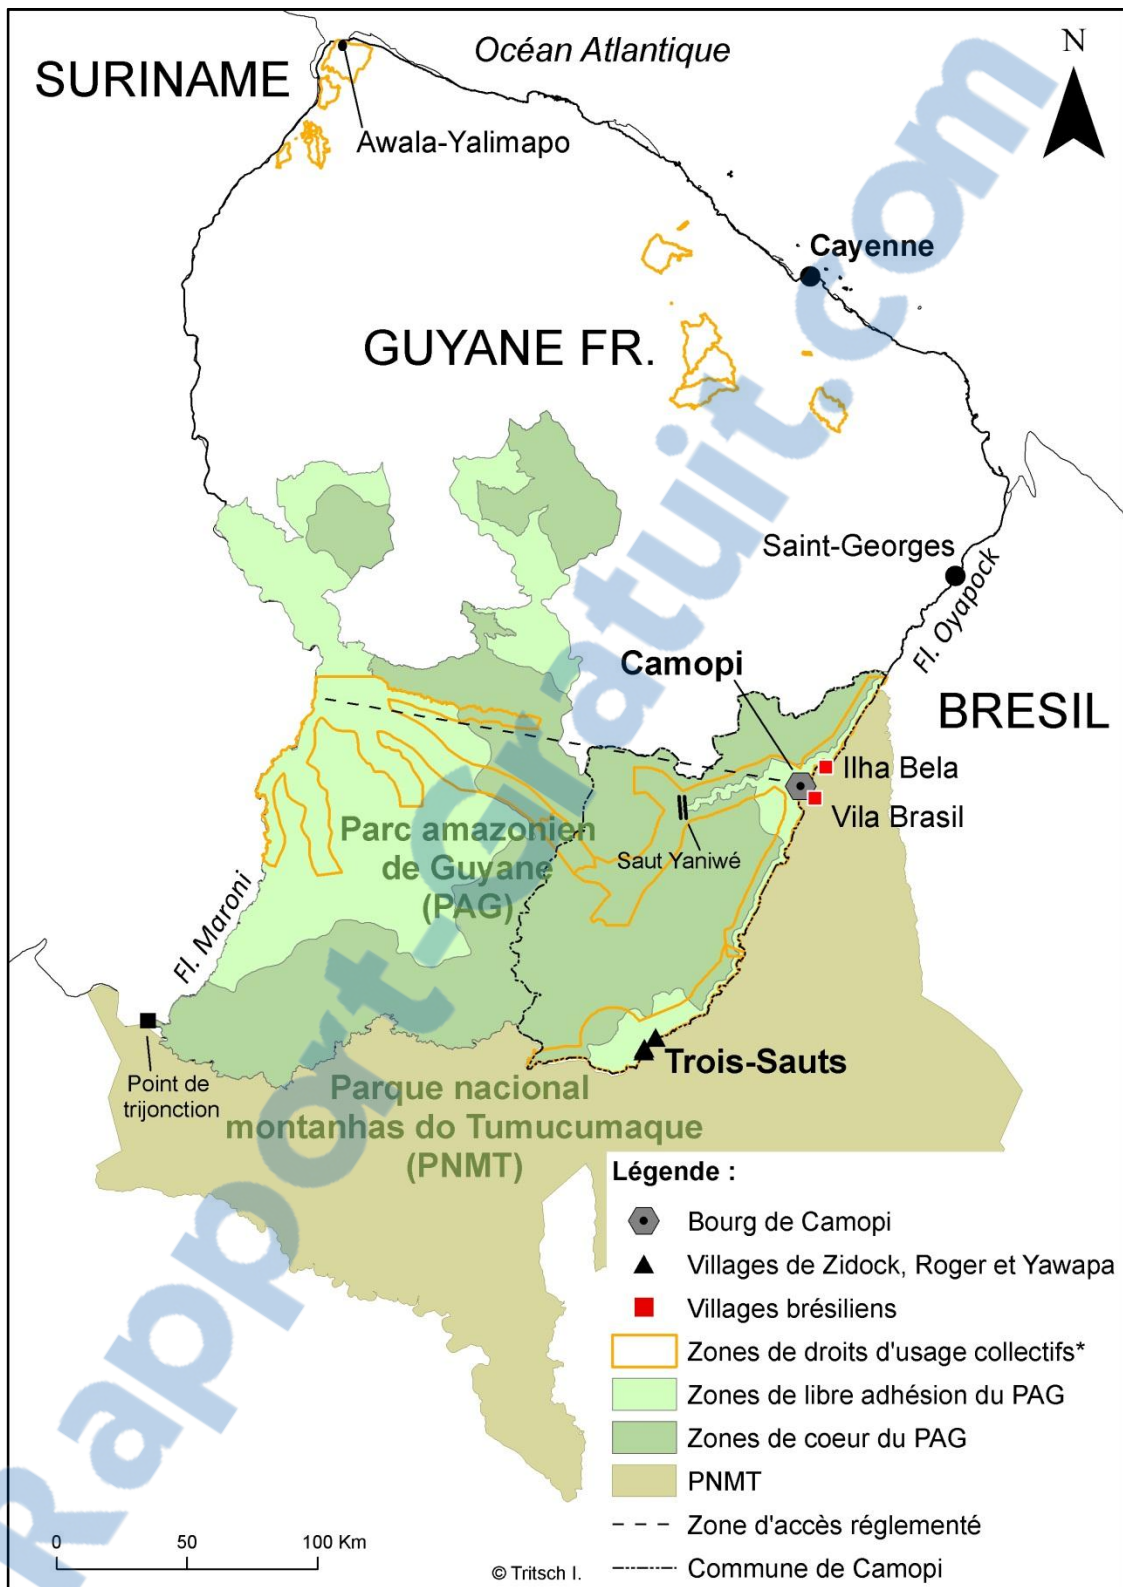 Océan Atlantique
N
SURINAME
Awala-Yalimapo
Cayenne
GUYANE FR.
Saint-Georges
Fl. Oyapock
Camopi
BRESIL
Ilha Bela
Vila Brasil
Parc amazonien
de Guyane
(PAG)
Saut Yaniwé
Fl. Maroni
Trois-Sauts
Point de
trijonction
Parque nacional
montanhas do Tumucumaque
(PNMT)
Légende :
Bourg de Camopi
Villages de Zidock, Roger et Yawapa
Villages brésiliens
Zones de droits d'usage collectifs*
Zones de libre adhésion du PAG
Zones de coeur du PAG
PNMT
Zone d'accès réglementé
Commune de Camopi
0 50 100 Km
© Tritsch I.
Rapport-Gratuit.com